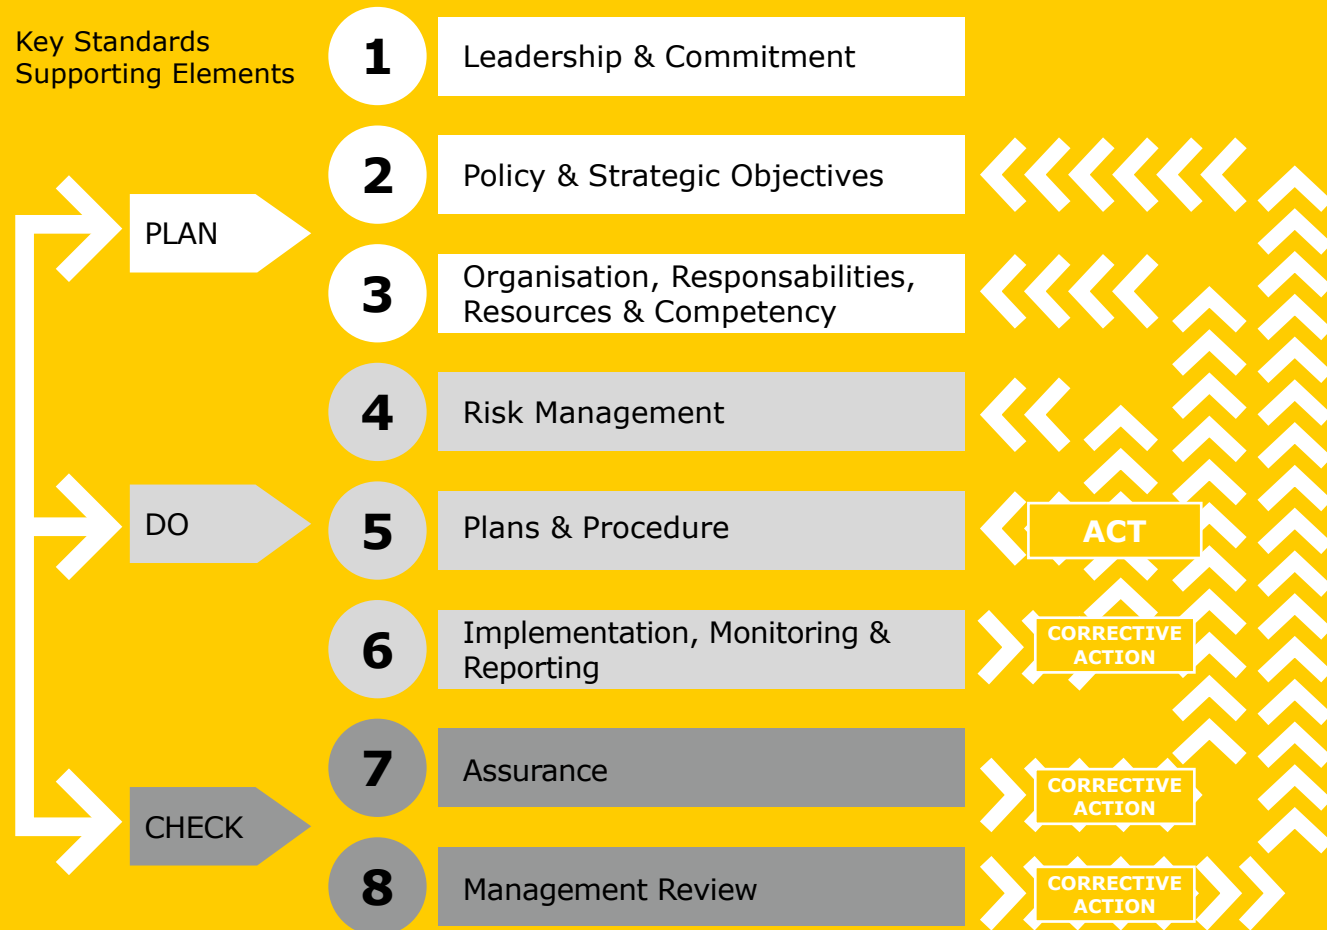 Key Standards
Supporting Elements
1
Leadership & Commitment
2
Policy & Strategic Objectives
PLAN
3
Organisation, Responsabilities,
Resources & Competency
4
Risk Management
DO
5
Plans & Procedure
ACT
6
Implementation, Monitoring &
Reporting
CORRECTIVE
ACTION
7
Assurance
CORRECTIVE
ACTION
CHECK
8
Management Review
CORRECTIVE
ACTION